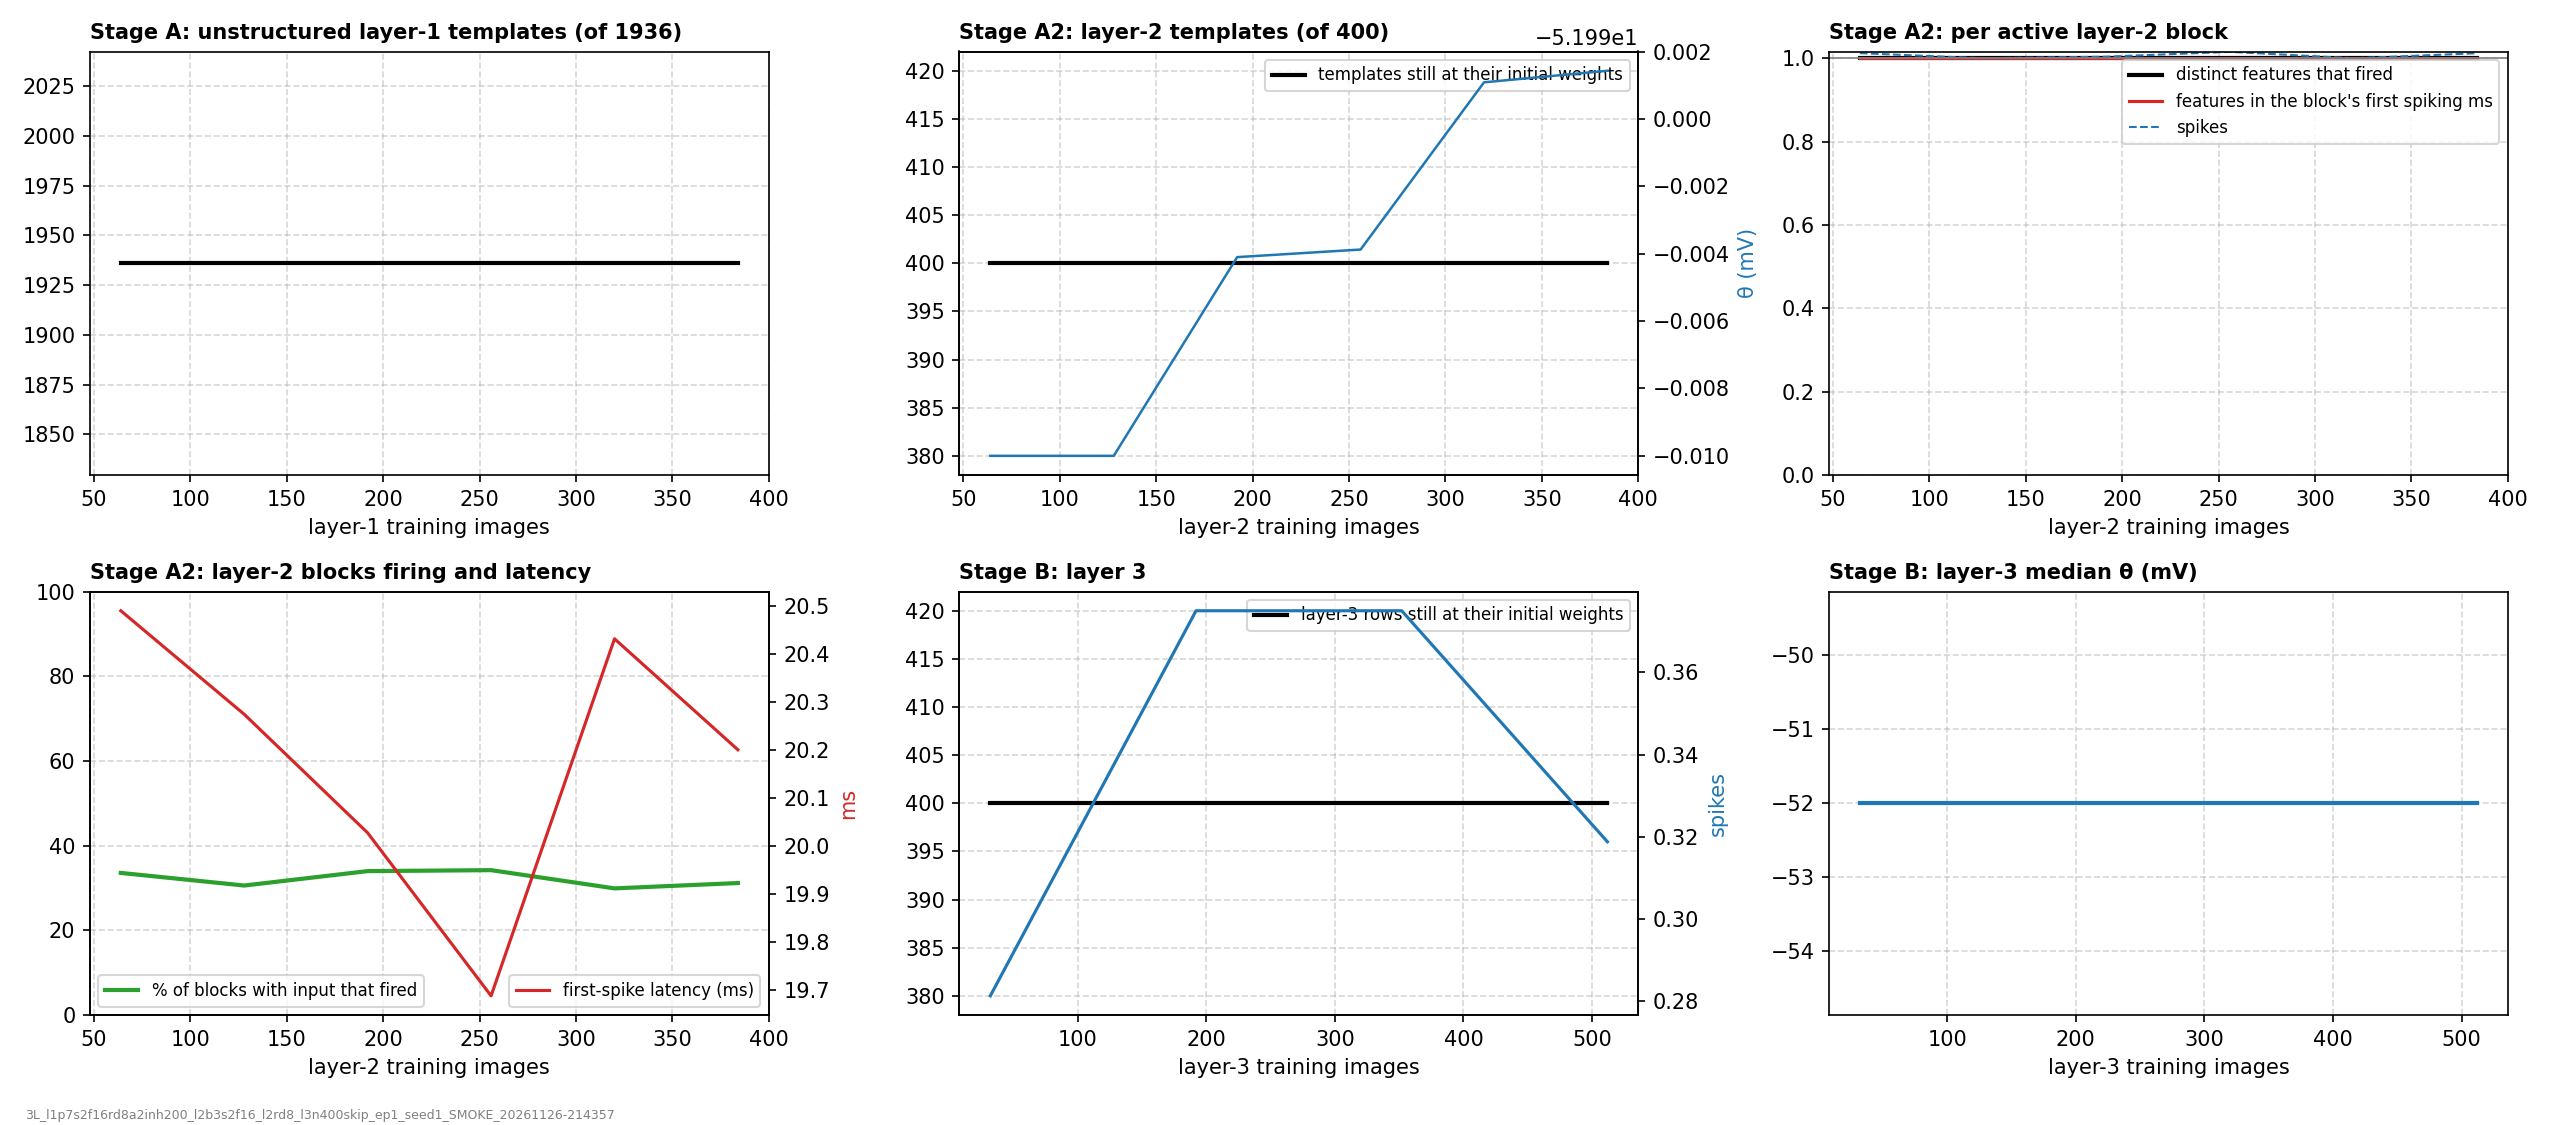 Stage A: unstructured layer-1 templates (of 1936)
2025
2000
1975
1950
1925
1900
1875
1850
50 100 150 200 250 300 350 400
layer-1 training images
Stage A2: layer-2 templates (of 400)
−5.199e1
templates still at their initial weights
420
415
410
405
400
395
390
385
380
0.002
0.000
−0.002
−0.004
−0.006
−0.008
−0.010
θ (mV)
50 100 150 200 250 300 350 400
layer-2 training images
Stage A2: per active layer-2 block
distinct features that fired
features in the block's first spiking ms
spikes
1.0
0.8
0.6
0.4
0.2
0.0
50 100 150 200 250 300 350 400
layer-2 training images
Stage A2: layer-2 blocks firing and latency
100
80
60
40
20
0
20.5
20.4
20.3
20.2
20.1
20.0
19.9
19.8
19.7
ms
% of blocks with input that fired
first-spike latency (ms)
50 100 150 200 250 300 350 400
layer-2 training images
Stage B: layer 3
layer-3 rows still at their initial weights
420
415
410
405
400
395
390
385
380
0.36
0.34
0.32
0.30
0.28
spikes
100 200 300 400 500
layer-3 training images
Stage B: layer-3 median θ (mV)
−50
−51
−52
−53
−54
100 200 300 400 500
layer-3 training images
3L_l1p7s2f16rd8a2inh200_l2b3s2f16_l2rd8_l3n400skip_ep1_seed1_SMOKE_20261126-214357